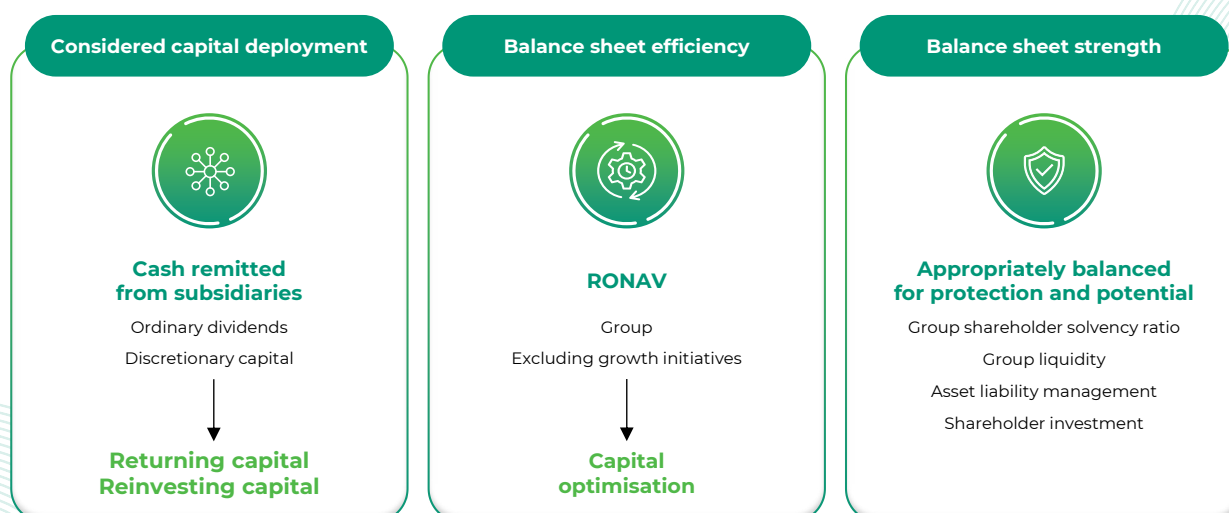 Considered capital deployment
Cash remitted
from subsidiaries
Ordinary dividends
Discretionary capital
Returning capital
Reinvesting capital
Balance sheet efficiency
RONAV
Group
Excluding growth initiatives
Capital
optimisation
Balance sheet strength
Appropriately balanced
for protection and potential
Group shareholder solvency ratio
Group liquidity
Asset liability management
Shareholder investment